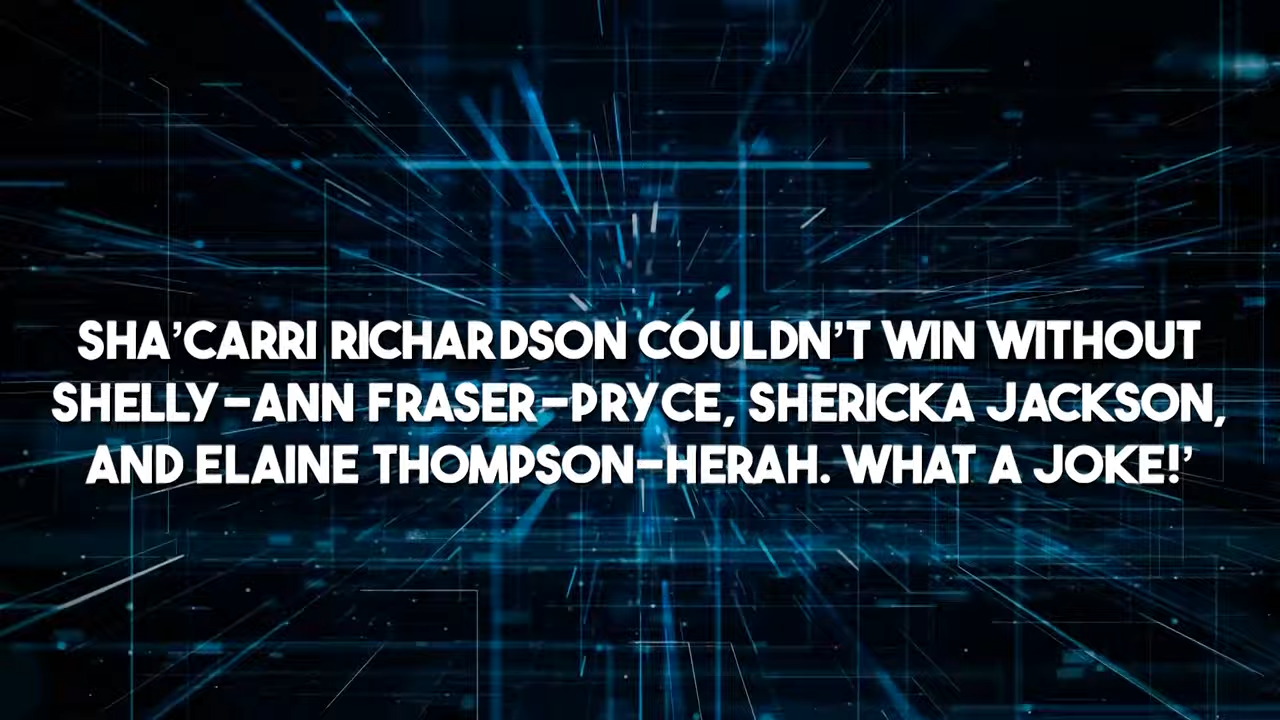 SHA’CARRI RICHARDSON COULDN’T WIN WITHOUT
SHELLY-ANN FRASER-PRYCE, SHERICKA JACKSON,
AND ELAINE THOMPSON-HERAH. WHAT A JOKE!’